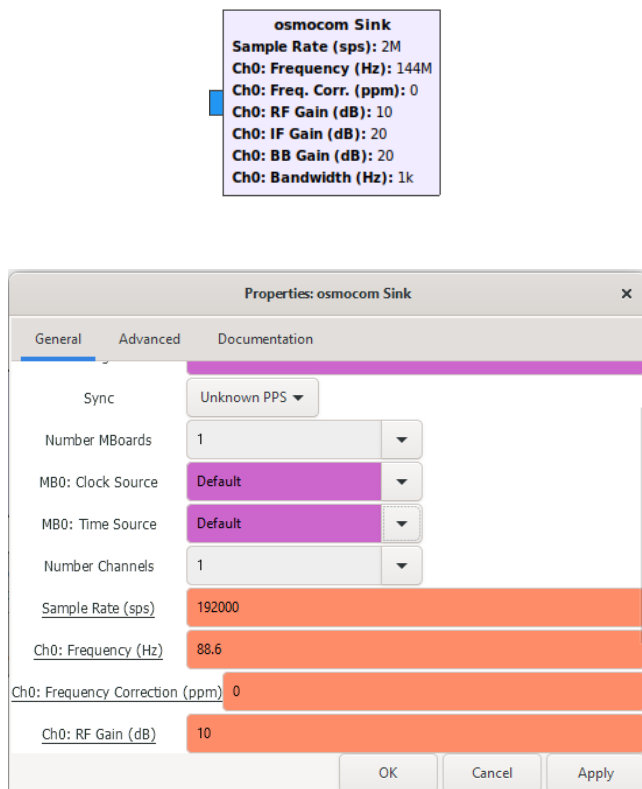 osmocom Sink
Sample Rate (sps): 2M
Ch0: Frequency (Hz): 144M
Ch0: Freq. Corr. (ppm): 0
Ch0: RF Gain (dB): 10
Ch0: IF Gain (dB): 20
Ch0: BB Gain (dB): 20
Ch0: Bandwidth (Hz): 1k
Properties: osmocom Sink ×
General Advanced Documentation
Sync Unknown PPS
Number MBoards 1
MB0: Clock Source Default
MB0: Time Source Default
Number Channels 1
Sample Rate (sps) 192000
Ch0: Frequency (Hz) 88.6
Ch0: Frequency Correction (ppm) 0
Ch0: RF Gain (dB) 10
OK Cancel Apply